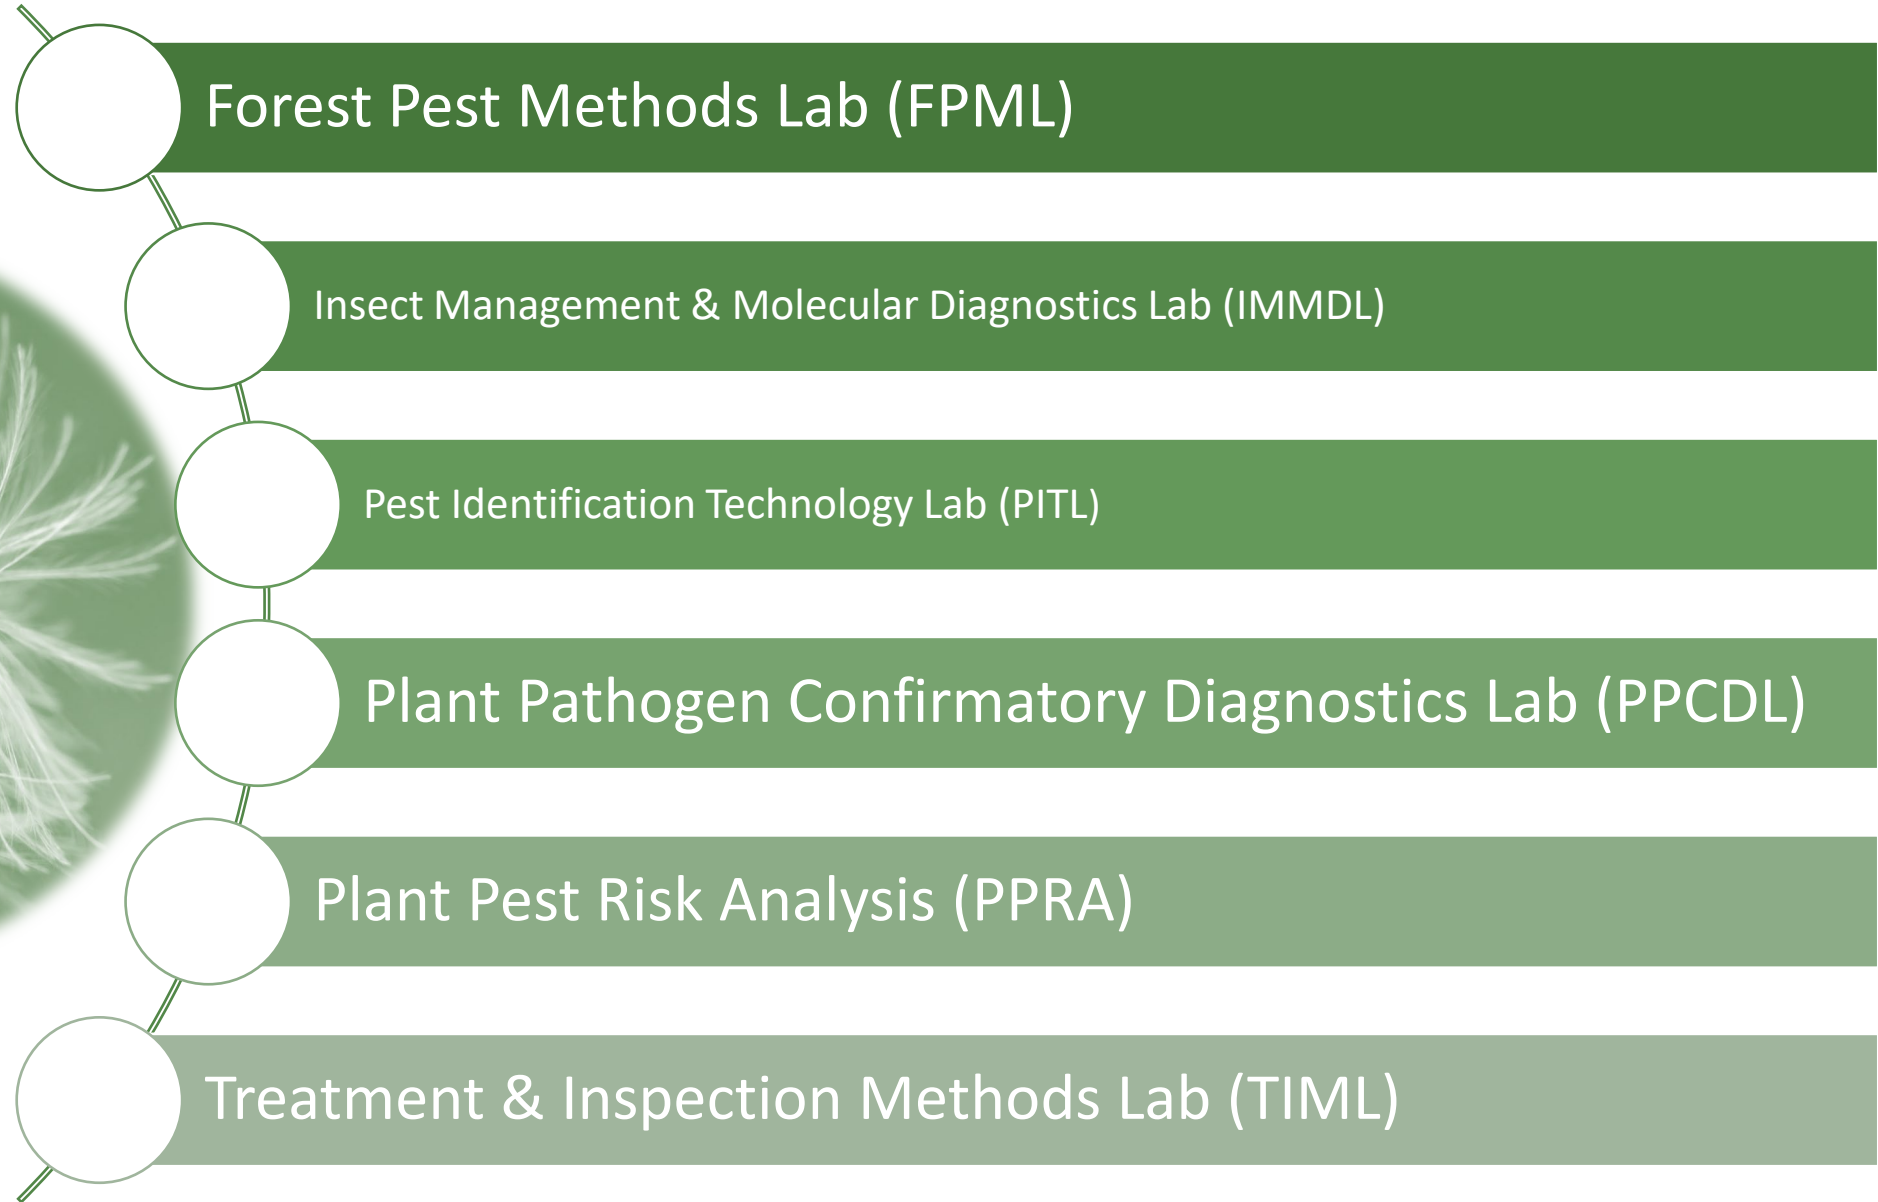 Forest Pest Methods Lab (FPML)
Insect Management & Molecular Diagnostics Lab (IMMDL)
Pest Identification Technology Lab (PITL)
Plant Pathogen Confirmatory Diagnostics Lab (PPCDL)
Plant Pest Risk Analysis (PPRA)
Treatment & Inspection Methods Lab (TIML)